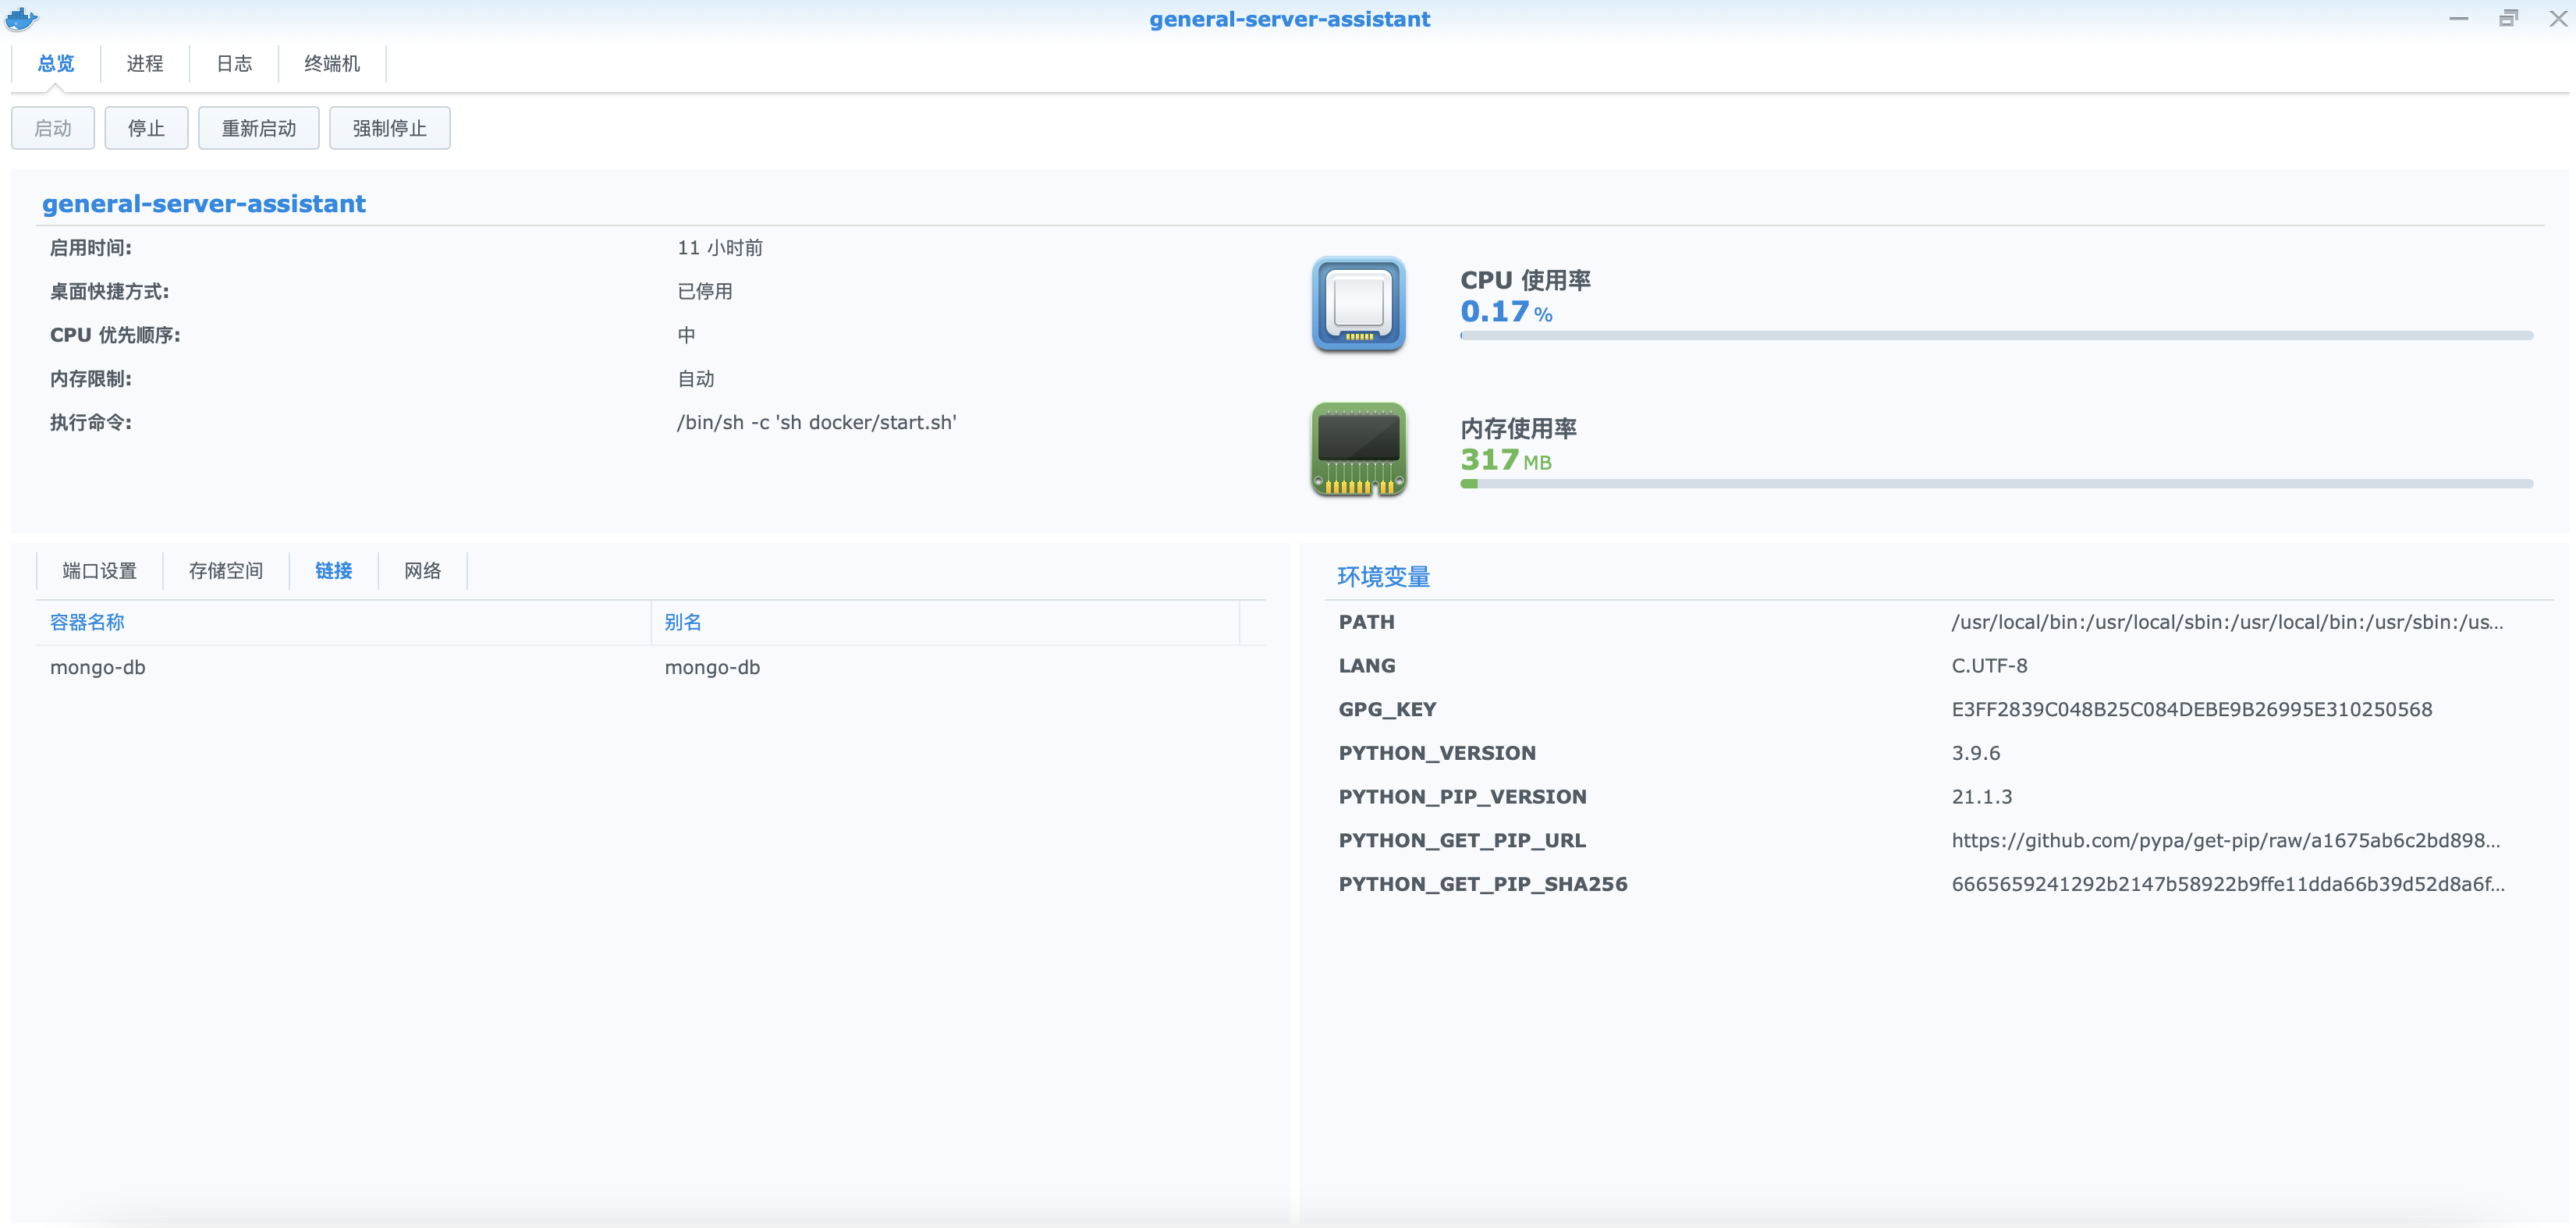 general-server-assistant
总览 进程 日志 终端机
启动 停止 重新启动 强制停止
general-server-assistant
启用时间: 11 小时前
桌面快捷方式: 已停用
CPU 优先顺序: 中
内存限制: 自动
执行命令: /bin/sh -c 'sh docker/start.sh'
CPU 使用率
0.17 %
内存使用率
317 MB
端口设置 存储空间 链接 网络
容器名称 别名
mongo-db mongo-db
环境变量
PATH /usr/local/bin:/usr/local/sbin:/usr/local/bin:/usr/sbin:/us...
LANG C.UTF-8
GPG_KEY E3FF2839C048B25C084DEBE9B26995E310250568
PYTHON_VERSION 3.9.6
PYTHON_PIP_VERSION 21.1.3
PYTHON_GET_PIP_URL https://github.com/pypa/get-pip/raw/a1675ab6c2bd898...
PYTHON_GET_PIP_SHA256 6665659241292b2147b58922b9ffe11dda66b39d52d8a6f...